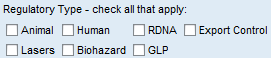 Regulatory Type - check all that apply:
Animal Human RDNA Export Control
Lasers Biohazard GLP